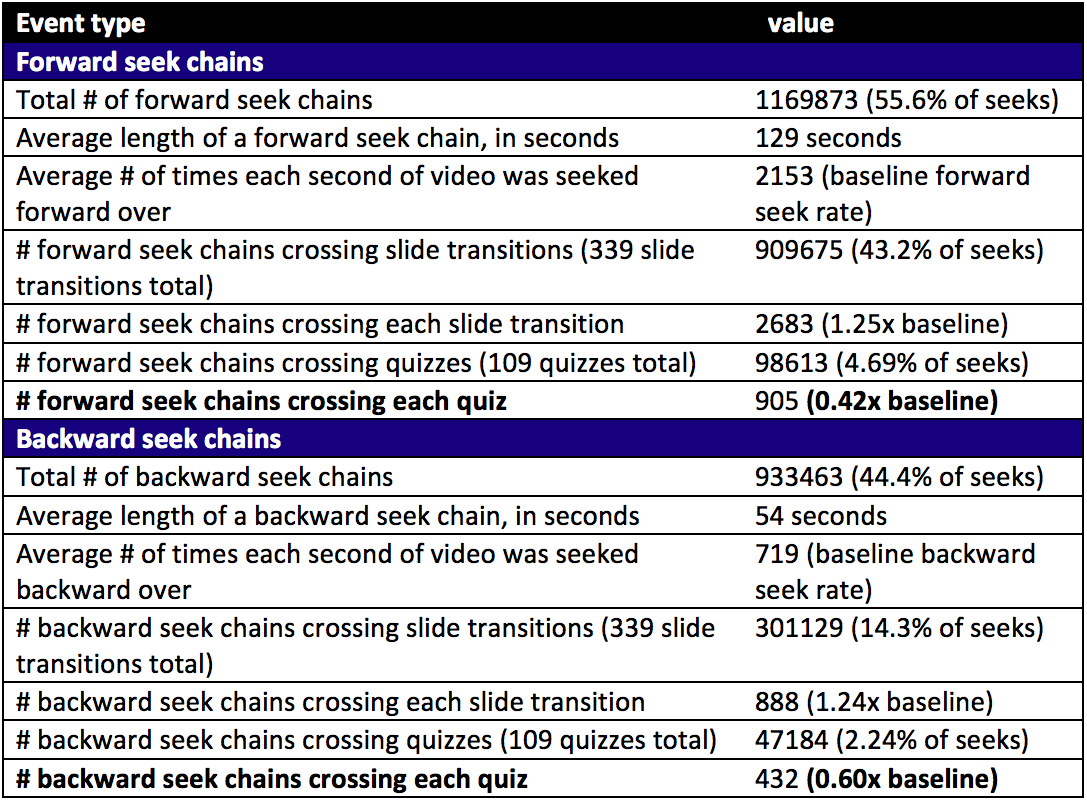 Event type value
Forward seek chains
Total # of forward seek chains 1169873 (55.6% of seeks)
Average length of a forward seek chain, in seconds 129 seconds
Average # of times each second of video was seeked 2153 (baseline forward
forward over seek rate)
# forward seek chains crossing slide transitions (339 slide 909675 (43.2% of seeks)
transitions total)
# forward seek chains crossing each slide transition 2683 (1.25x baseline)
# forward seek chains crossing quizzes (109 quizzes total) 98613 (4.69% of seeks)
# forward seek chains crossing each quiz 905 (0.42x baseline)
Backward seek chains
Total # of backward seek chains 933463 (44.4% of seeks)
Average length of a backward seek chain, in seconds 54 seconds
Average # of times each second of video was seeked 719 (baseline backward
backward over seek rate)
# backward seek chains crossing slide transitions (339 slide 301129 (14.3% of seeks)
transitions total)
# backward seek chains crossing each slide transition 888 (1.24x baseline)
# backward seek chains crossing quizzes (109 quizzes total) 47184 (2.24% of seeks)
# backward seek chains crossing each quiz 432 (0.60x baseline)